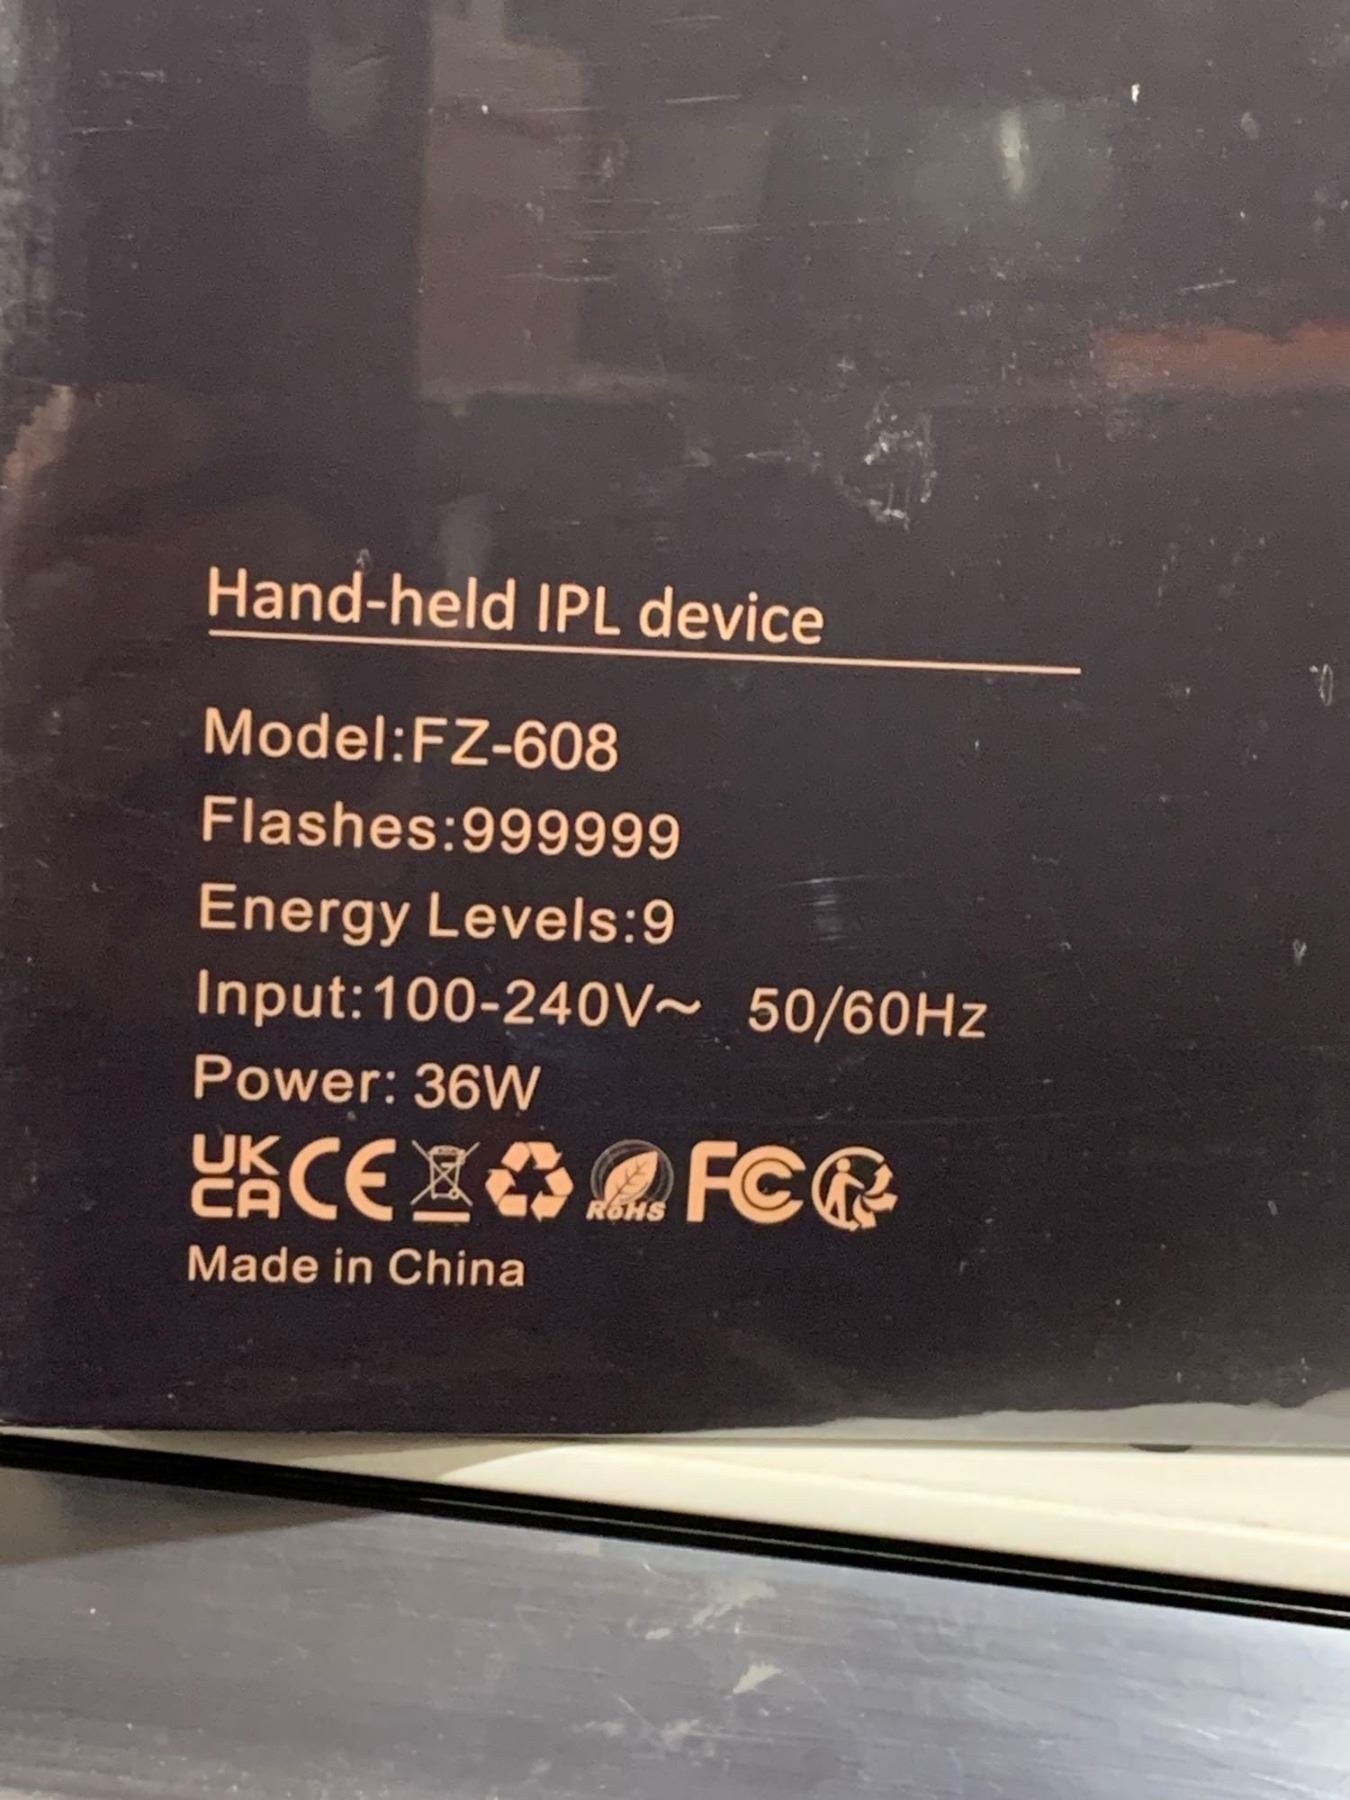 Hand-held IPL device
Model:FZ-608
Flashes:999999
Energy Levels:9
Input:100-240V~ 50/60Hz
Power: 36W
UK
CA CE RoHS FC
Made in China